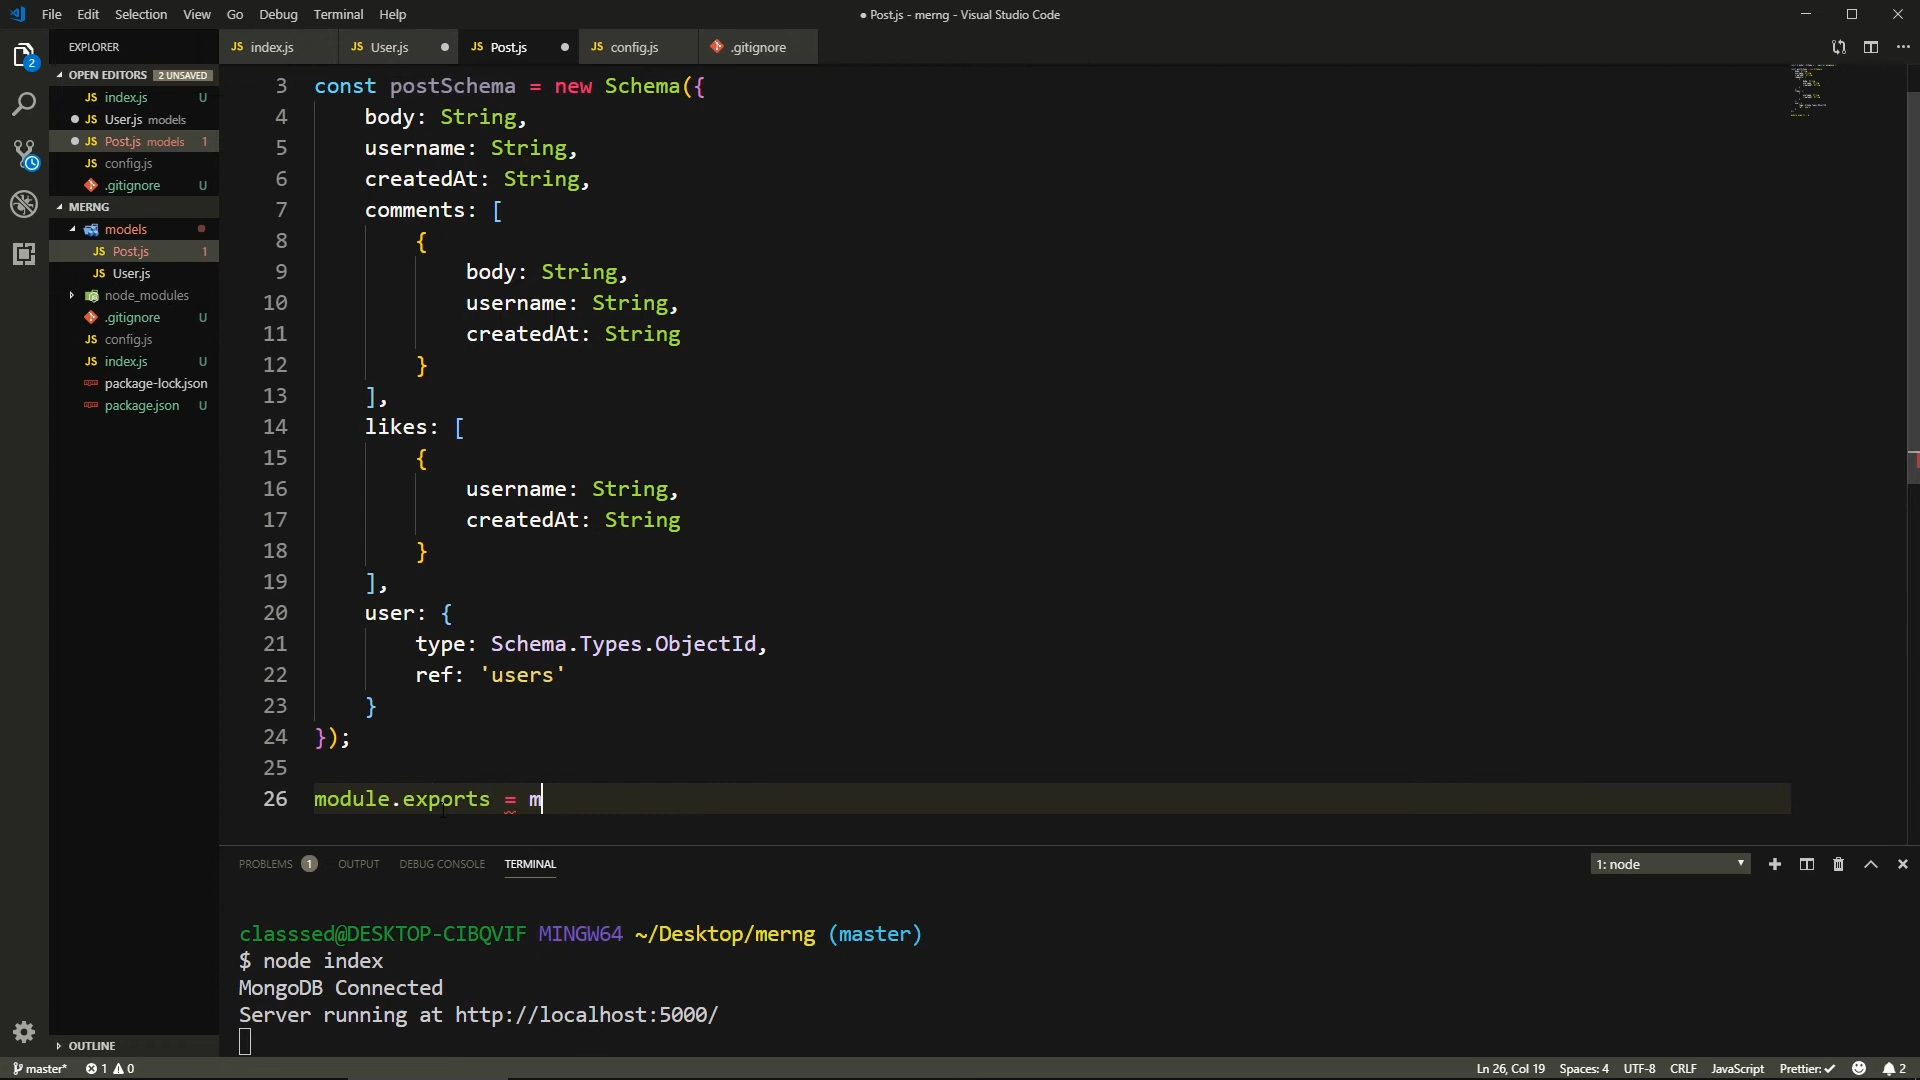 File Edit Selection View Go Debug Terminal Help
● Post.js - merng - Visual Studio Code
EXPLORER
JS index.js
JS User.js
JS Post.js
JS config.js
.gitignore
OPEN EDITORS 2 UNSAVED
JS index.js U
JS User.js models
JS Post.js models 1
JS config.js
.gitignore U
MERNG
models
JS Post.js 1
JS User.js
node_modules
.gitignore U
JS config.js
JS index.js U
package-lock.json
package.json U
OUTLINE
2
3 const postSchema = new Schema({
4 body: String,
5 username: String,
6 createdAt: String,
7 comments: [
8 {
9 body: String,
10 username: String,
11 createdAt: String
12 }
13 ],
14 likes: [
15 {
16 username: String,
17 createdAt: String
18 }
19 ],
20 user: {
21 type: Schema.Types.ObjectId,
22 ref: 'users'
23 }
24 });
25
26 module.exports = m
PROBLEMS 1 OUTPUT DEBUG CONSOLE TERMINAL
1: node
classsed@DESKTOP-CIBQVIF MINGW64 ~/Desktop/merng (master)
$ node index
MongoDB Connected
Server running at http://localhost:5000/
master* 1 0
Ln 26, Col 19 Spaces: 4 UTF-8 CRLF JavaScript Prettier: ✓ 2